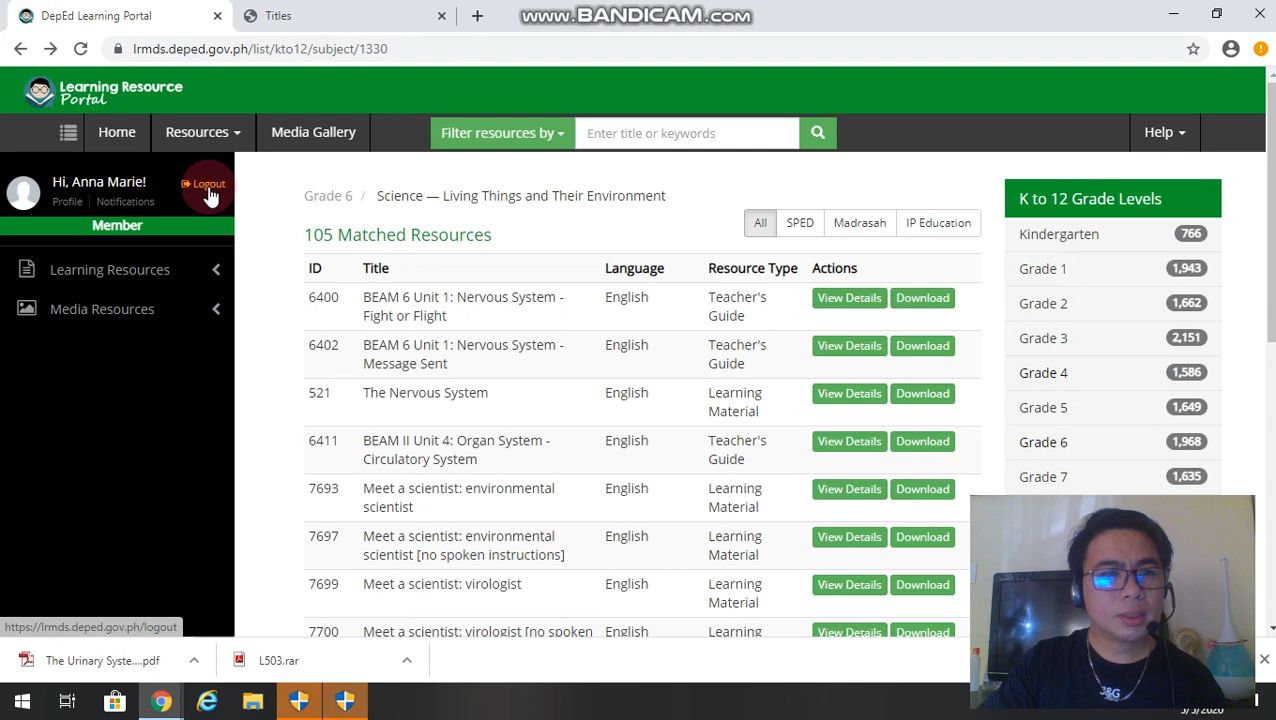 DepEd Learning Portal
Titles
www.BANDICAM.com
lrmds.deped.gov.ph/list/kto12/subject/1330
Learning Resource
Portal
Home
Resources
Media Gallery
Filter resources by
Enter title or keywords
Help
Hi, Anna Marie!
Logout
Profile
Notifications
Member
Learning Resources
Media Resources
Grade 6 / Science — Living Things and Their Environment
All
SPED
Madrasah
IP Education
105 Matched Resources
ID Title Language Resource Type Actions
6400 BEAM 6 Unit 1: Nervous System - English Teacher's View Details Download
Fight or Flight Guide
6402 BEAM 6 Unit 1: Nervous System - English Teacher's View Details Download
Message Sent Guide
521 The Nervous System English Learning View Details Download
Material
6411 BEAM II Unit 4: Organ System - English Teacher's View Details Download
Circulatory System Guide
7693 Meet a scientist: environmental English Learning View Details Download
scientist Material
7697 Meet a scientist: environmental English Learning View Details Download
scientist [no spoken instructions] Material
7699 Meet a scientist: virologist English Learning View Details Download
Material
7700 Meet a scientist: virologist [no spoken English Learning View Details Download
K to 12 Grade Levels
Kindergarten 766
Grade 1 1,943
Grade 2 1,662
Grade 3 2,151
Grade 4 1,586
Grade 5 1,649
Grade 6 1,968
Grade 7 1,635
https://lrmds.deped.gov.ph/logout
The Urinary Syste....pdf
L503.rar
J&G
5/5/2020